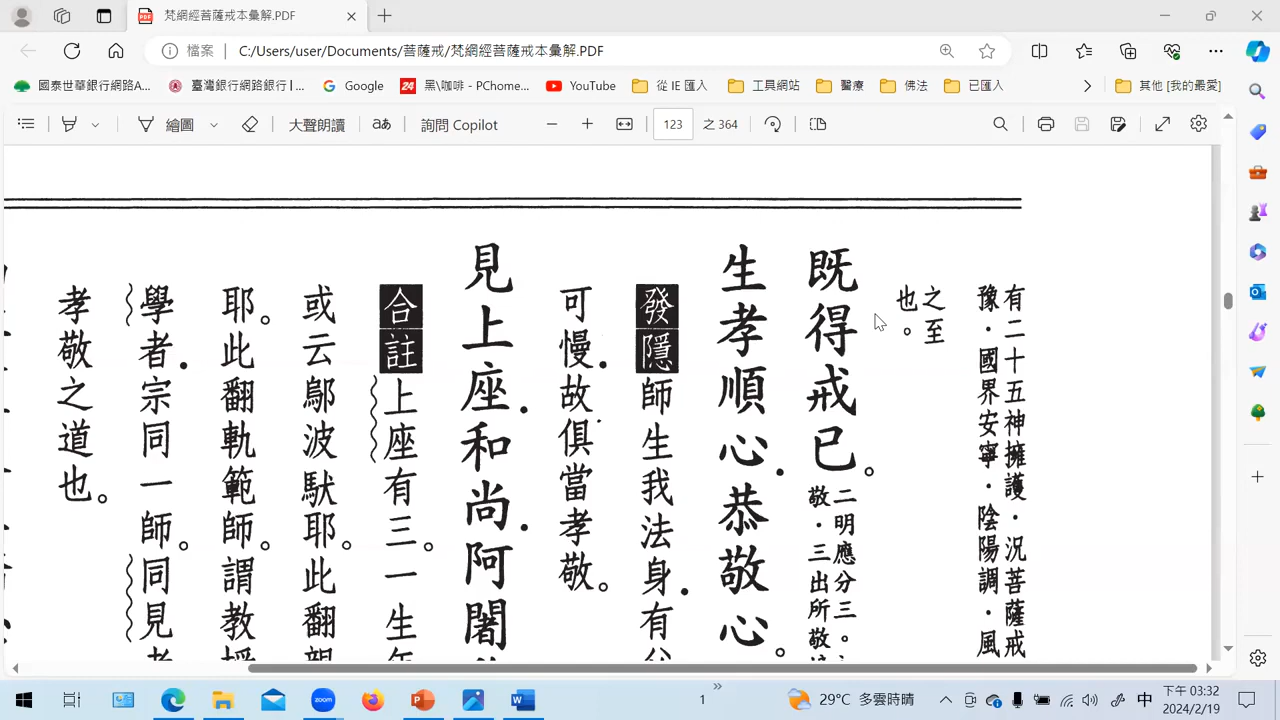 梵網經菩薩戒本彙解.PDF
檔案
C:/Users/user/Documents/菩薩戒/梵網經菩薩戒本彙解.PDF
國泰世華銀行網路A...
臺灣銀行網路銀行 | ...
Google
黑\咖啡 - PChome...
YouTube
從 IE 匯入
工具網站
醫療
佛法
已匯入
其他 [我的最愛]
繪圖
大聲朗讀
aあ
詢問 Copilot
123
之 364
有二十五神擁護．況菩薩戒
豫．國界安寧．陰陽調．風
之至
也。
既得戒已。
二明應分三。
敬．三出所敬
生孝順心．恭敬心。
發隱
師生我法身．有
可慢．故俱當孝敬。
見上座．和尚．阿闍
合註
上座有三。一生
或云鄔波馱耶。此翻
耶。此翻軌範師。謂教
學者．宗同一師。同見
孝敬之道也。
zoom
1
29°C 多雲時晴
中
下午 03:32
2024/2/19